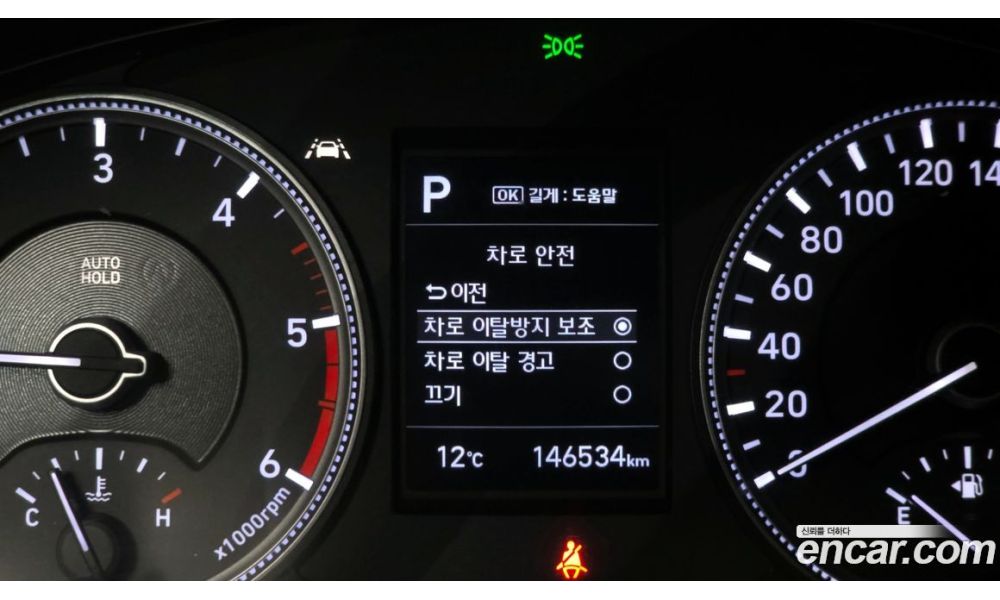 3
4
5
6
x1000rpm
AUTO
HOLD
C
H
P
OK 길게 : 도움말
차로 안전
이전
차로 이탈방지 보조
차로 이탈 경고
끄기
12°C
146534km
120
100
80
60
40
20
E
신뢰를 더하다
encar.com